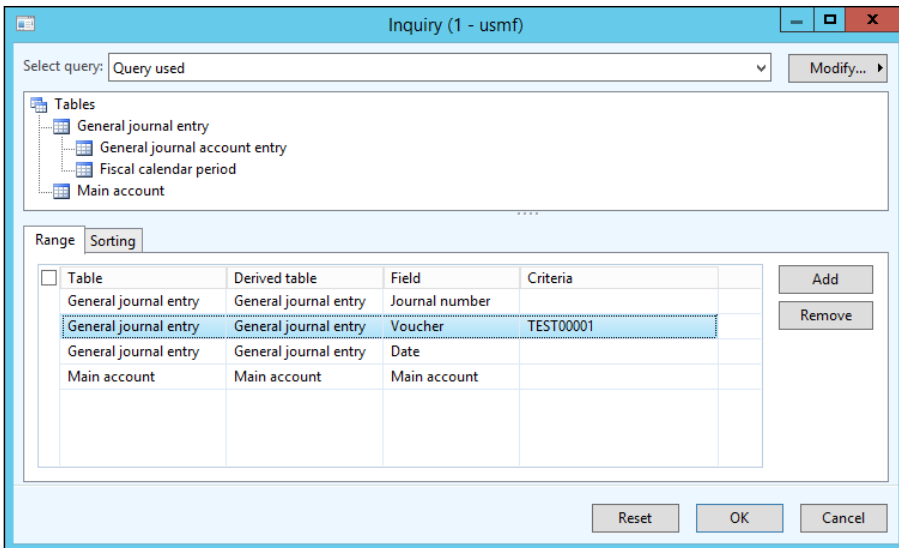 Inquiry (1 - usmf)
Select query: Query used Modify...
Tables
General journal entry
General journal account entry
Fiscal calendar period
Main account
Range Sorting
Table Derived table Field Criteria
General journal entry General journal entry Journal number
General journal entry General journal entry Voucher TEST00001
General journal entry General journal entry Date
Main account Main account Main account
Add
Remove
Reset OK Cancel